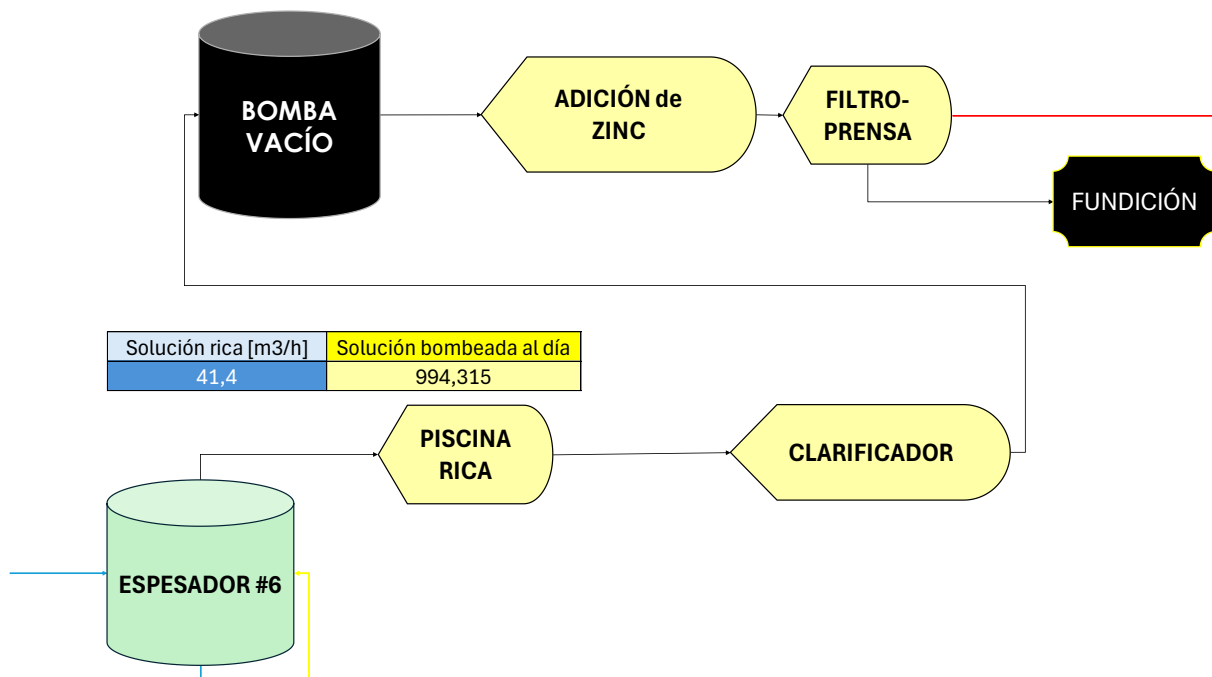 BOMBA
VACÍO
ADICIÓN de
ZINC
FILTRO-
PRENSA
FUNDICIÓN
Solución rica [m3/h] Solución bombeada al día
41,4 994,315
PISCINA
RICA
CLARIFICADOR
ESPESADOR #6